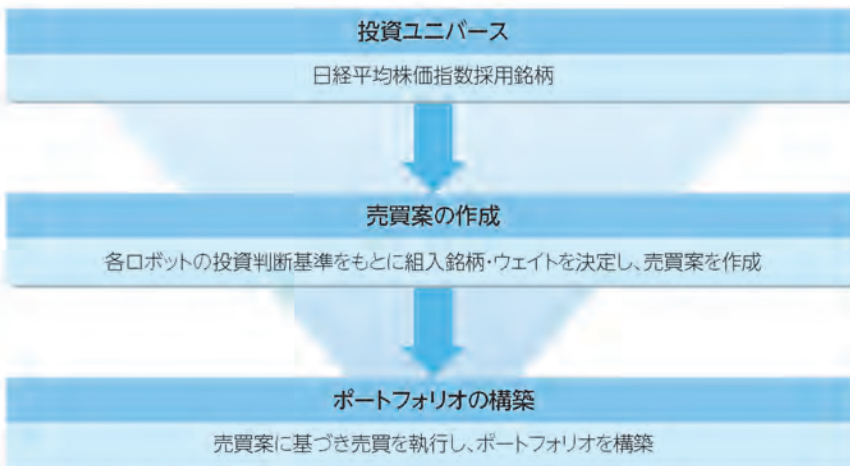 投資ユニバース
日経平均株価指数採用銘柄
売買案の作成
各ロボットの投資判断基準をもとに組入銘柄・ウェイトを決定し、売買案を作成
ポートフォリオの構築
売買案に基づき売買を執行し、ポートフォリオを構築